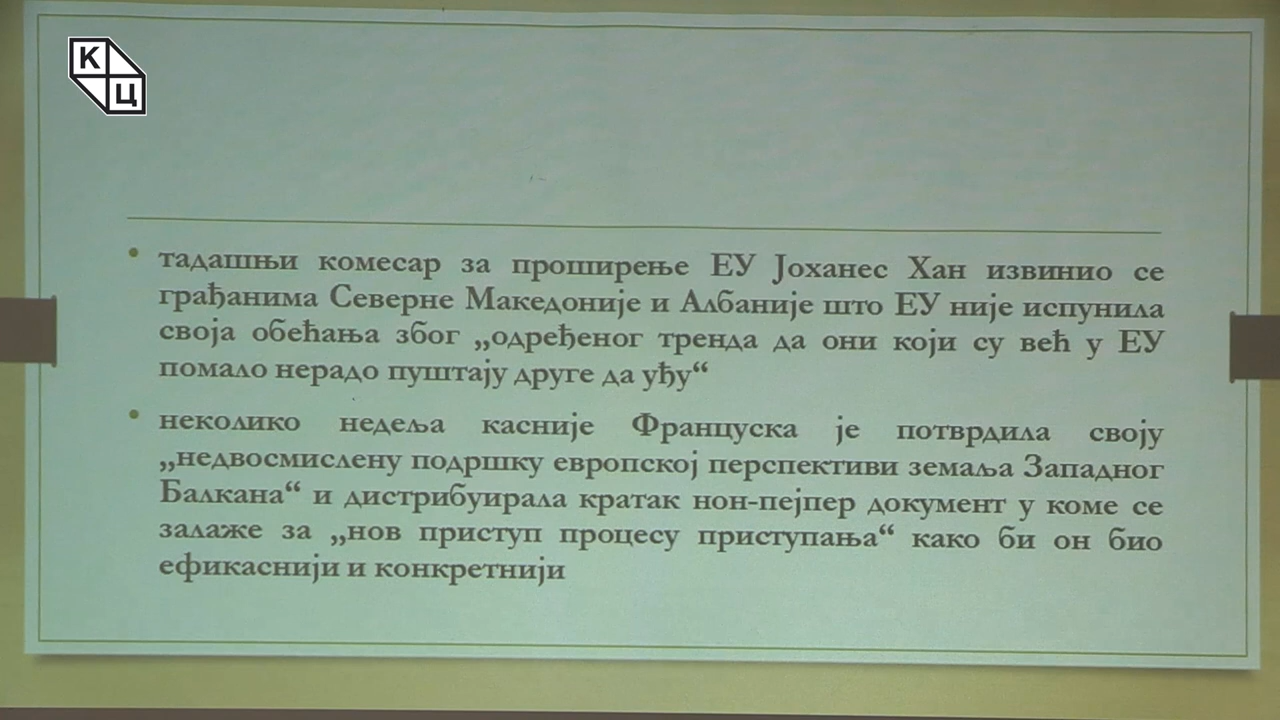 К
Ц
• тадашњи комесар за проширење ЕУ Јоханес Хан извинио се
грађанима Северне Македоније и Албаније што ЕУ није испунила
своја обећања због „одређеног тренда да они који су већ у ЕУ
помало нерадо пуштају друге да уђу“
• неколико недеља касније Француска је потврдила своју
„недвосмислену подршку европској перспективи земаља Западног
Балкана“ и дистрибуирала кратак нон-пејпер документ у коме се
залаже за „нов приступ процесу приступања“ како би он био
ефикаснији и конкретнији